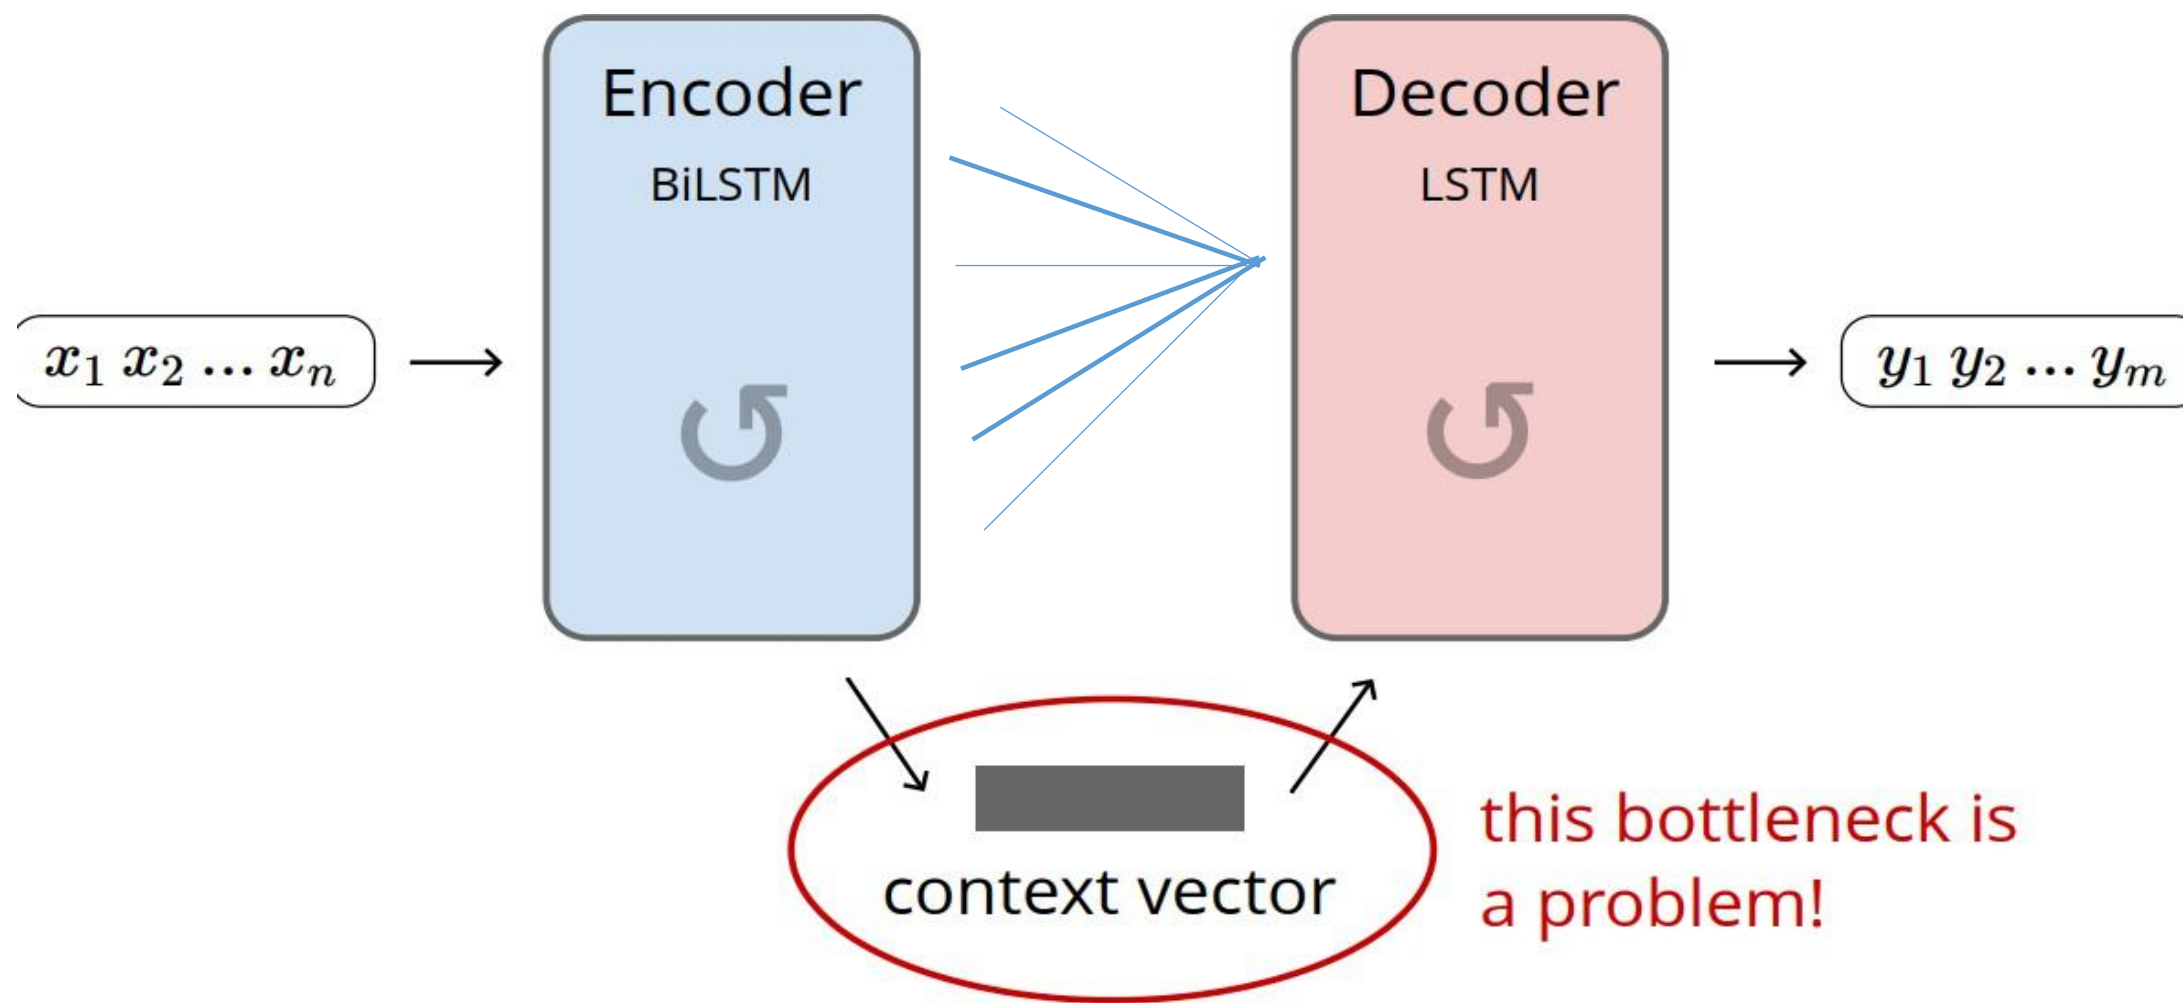 Encoder
BiLSTM
Decoder
LSTM
x₁ x₂ ... xₙ
y₁ y₂ ... yₘ
context vector
this bottleneck is
a problem!